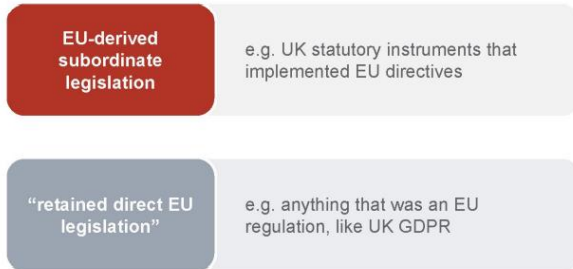 EU-derived
subordinate
legislation
e.g. UK statutory instruments that
implemented EU directives
“retained direct EU
legislation”
e.g. anything that was an EU
regulation, like UK GDPR